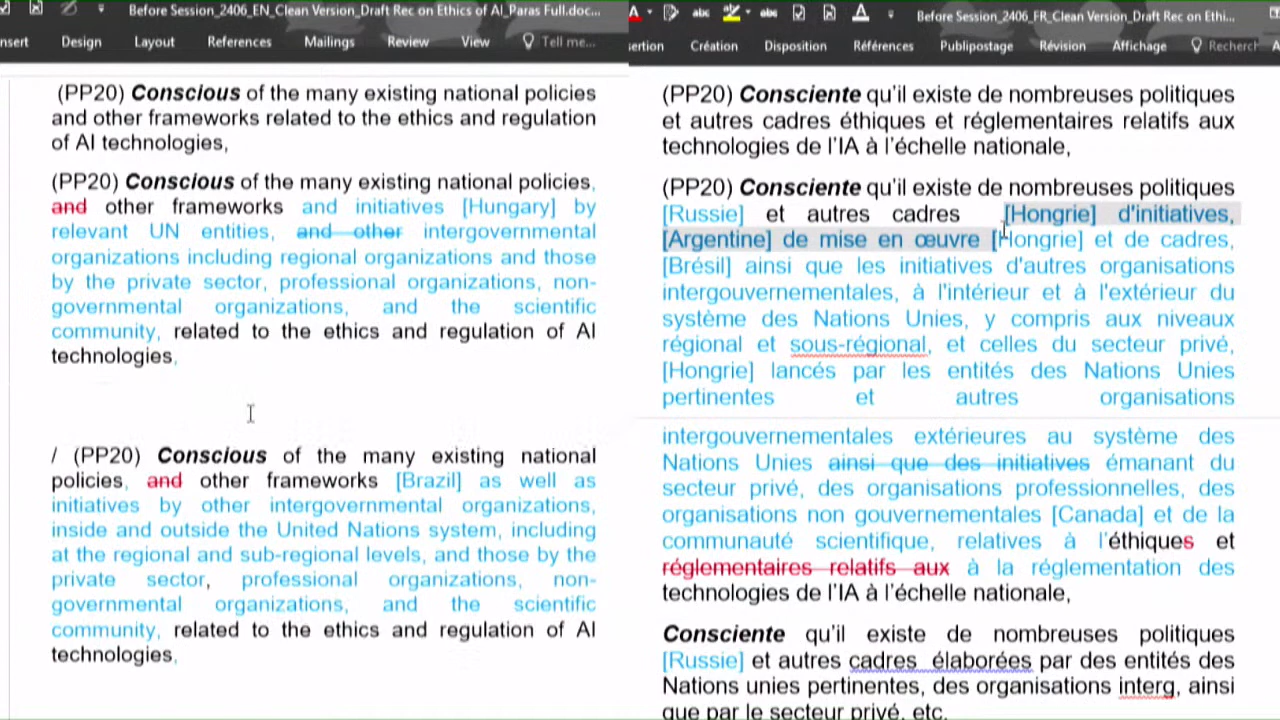 Before Session_2406_EN_Clean Version_Draft Rec on Ethics of AI_Paras Full.doc...
nsert Design Layout References Mailings Review View Tell me...
(PP20) Conscious of the many existing national policies
and other frameworks related to the ethics and regulation
of AI technologies,
(PP20) Conscious of the many existing national policies,
and other frameworks and initiatives [Hungary] by
relevant UN entities, and other intergovernmental
organizations including regional organizations and those
by the private sector, professional organizations, non-
governmental organizations, and the scientific
community, related to the ethics and regulation of AI
technologies,
/ (PP20) Conscious of the many existing national
policies, and other frameworks [Brazil] as well as
initiatives by other intergovernmental organizations,
inside and outside the United Nations system, including
at the regional and sub-regional levels, and those by the
private sector, professional organizations, non-
governmental organizations, and the scientific
community, related to the ethics and regulation of AI
technologies,
Before Session_2406_FR_Clean Version_Draft Rec on Ethi...
sertion Création Disposition Références Publipostage Révision Affichage Recherch
(PP20) Consciente qu'il existe de nombreuses politiques
et autres cadres éthiques et réglementaires relatifs aux
technologies de l'IA à l'échelle nationale,
(PP20) Consciente qu'il existe de nombreuses politiques
[Russie] et autres cadres [Hongrie] d'initiatives,
[Argentine] de mise en œuvre [Hongrie] et de cadres,
[Brésil] ainsi que les initiatives d'autres organisations
intergouvernementales, à l'intérieur et à l'extérieur du
système des Nations Unies, y compris aux niveaux
régional et sous-régional, et celles du secteur privé,
[Hongrie] lancés par les entités des Nations Unies
pertinentes et autres organisations
intergouvernementales extérieures au système des
Nations Unies ainsi que des initiatives émanant du
secteur privé, des organisations professionnelles, des
organisations non gouvernementales [Canada] et de la
communauté scientifique, relatives à l'éthiques et
réglementaires relatifs aux à la réglementation des
technologies de l'IA à l'échelle nationale,
Consciente qu'il existe de nombreuses politiques
[Russie] et autres cadres élaborées par des entités des
Nations unies pertinentes, des organisations interg, ainsi
que par le secteur privé, etc.